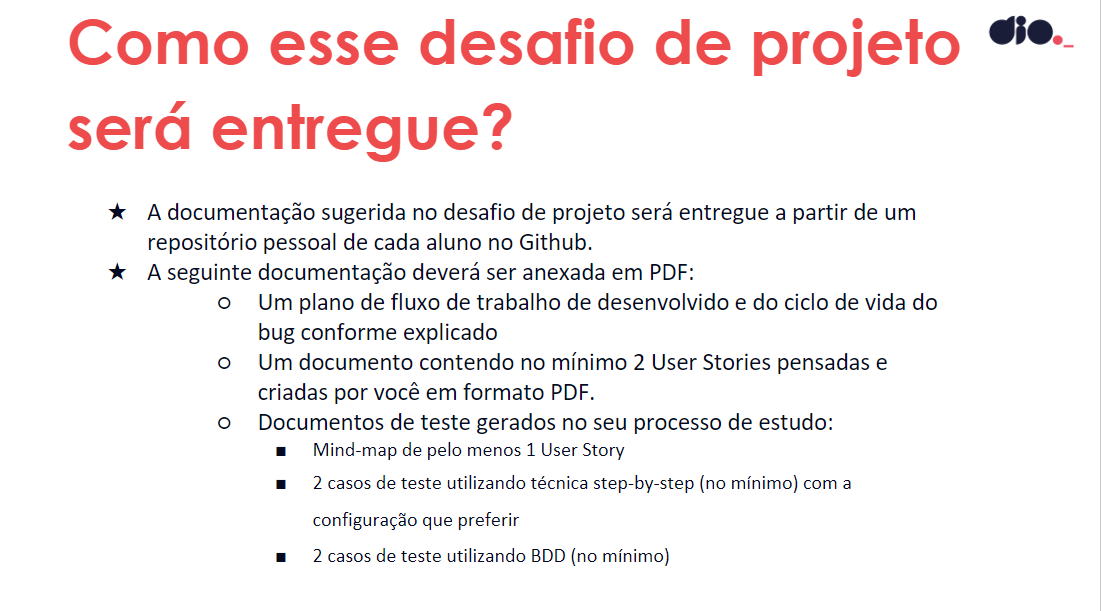 Como esse desafio de projeto
dio._
será entregue?
★ A documentação sugerida no desafio de projeto será entregue a partir de um
repositório pessoal de cada aluno no Github.
★ A seguinte documentação deverá ser anexada em PDF:
○ Um plano de fluxo de trabalho de desenvolvido e do ciclo de vida do
bug conforme explicado
○ Um documento contendo no mínimo 2 User Stories pensadas e
criadas por você em formato PDF.
○ Documentos de teste gerados no seu processo de estudo:
■ Mind-map de pelo menos 1 User Story
■ 2 casos de teste utilizando técnica step-by-step (no mínimo) com a
configuração que preferir
■ 2 casos de teste utilizando BDD (no mínimo)